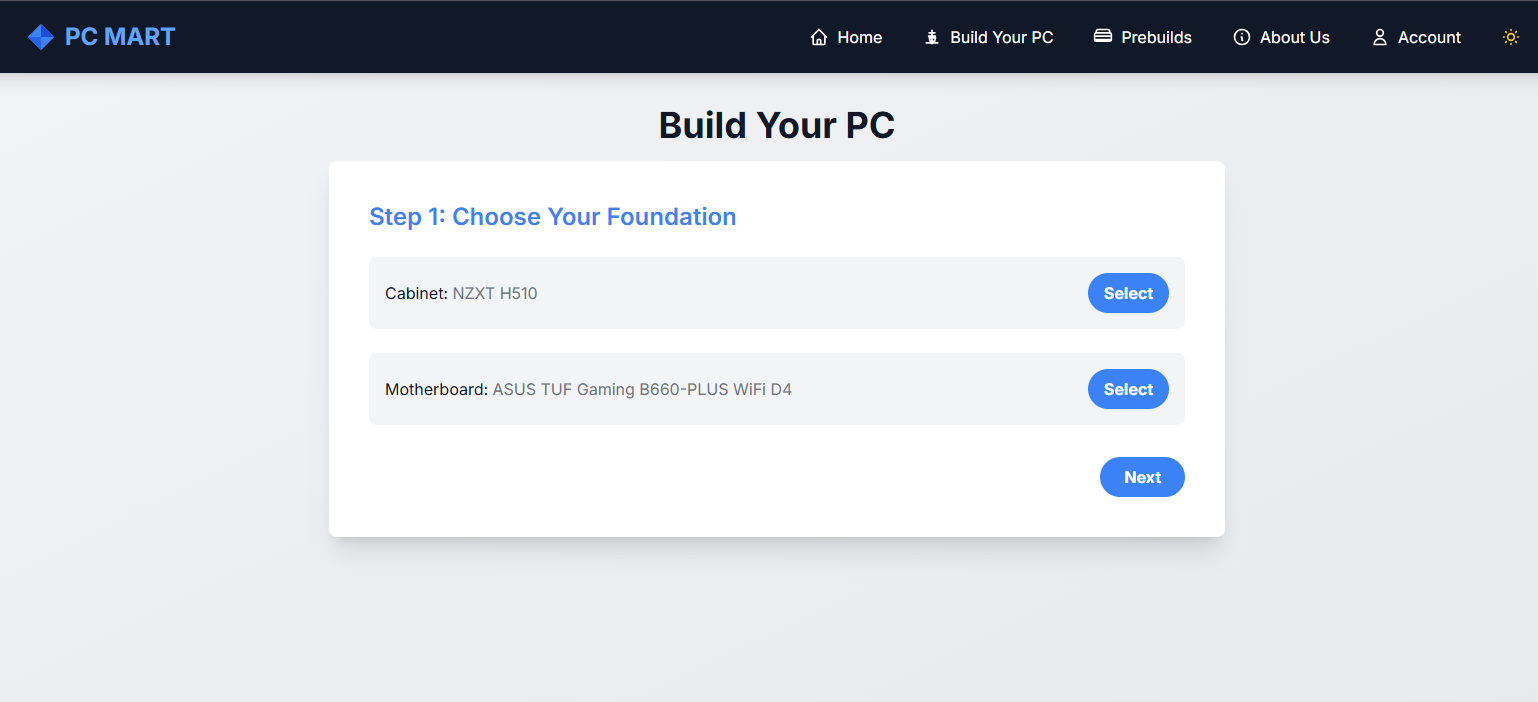 PC MART
Home
Build Your PC
Prebuilds
About Us
Account
Build Your PC
Step 1: Choose Your Foundation
Cabinet: NZXT H510
Select
Motherboard: ASUS TUF Gaming B660-PLUS WiFi D4
Select
Next